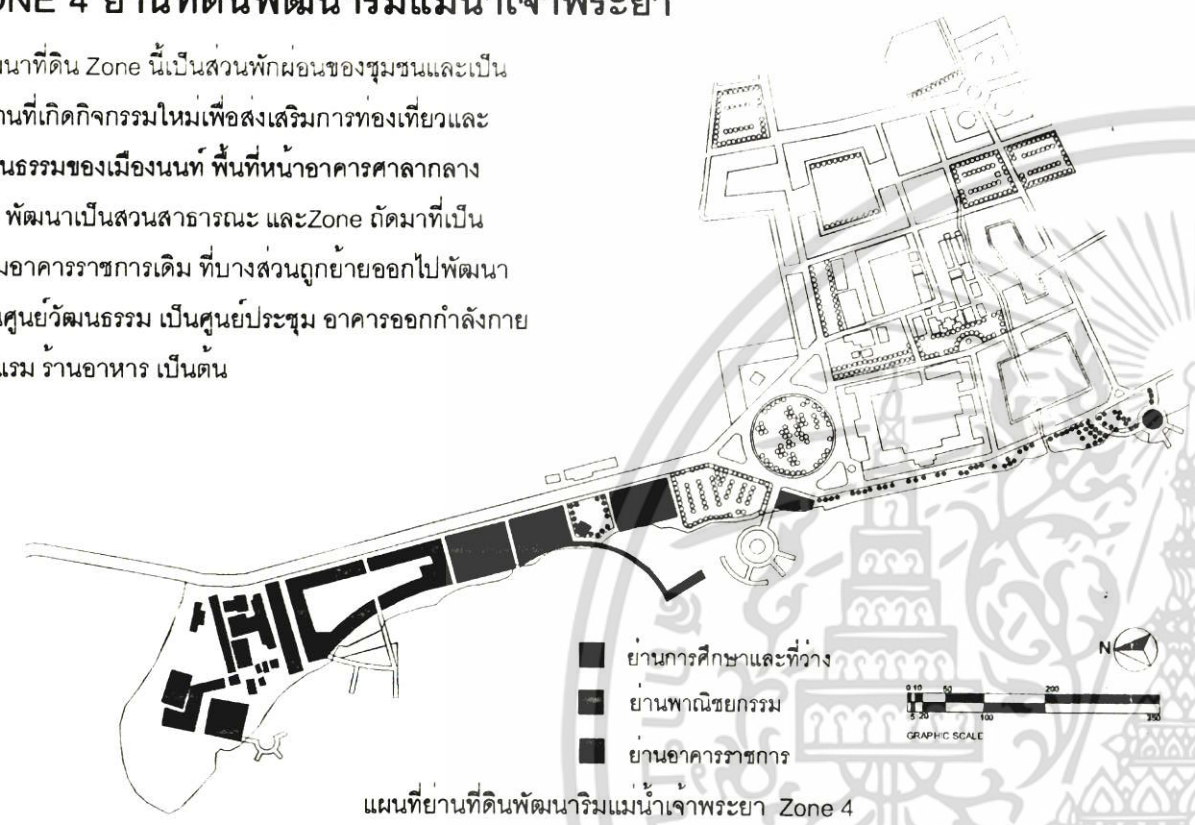 ONE 4 ย่านที่ดินพัฒนาริมแม่น้ำเจ้าพระยา
นาที่ดิน Zone นี้เป็นส่วนพักผ่อนของชุมชนและเป็น
านที่เกิดกิจกรรมใหม่เพื่อส่งเสริมการท่องเที่ยวและ
นธรรมของเมืองนนท์ พื้นที่หน้าอาคารศาลากลาง
พัฒนาเป็นสวนสาธารณะ และZone ถัดมาที่เป็น
มอาคารราชการเดิม ที่บางส่วนถูกย้ายออกไปพัฒนา
นศูนย์วัฒนธรรม เป็นศูนย์ประชุม อาคารออกกำลังกาย
แรม ร้านอาหาร เป็นต้น
ย่านการศึกษาและที่ว่าง
ย่านพาณิชยกรรม
ย่านอาคารราชการ
N
0 10 50 200
5 20 100 350
GRAPHIC SCALE
แผนที่ย่านที่ดินพัฒนาริมแม่น้ำเจ้าพระยา Zone 4